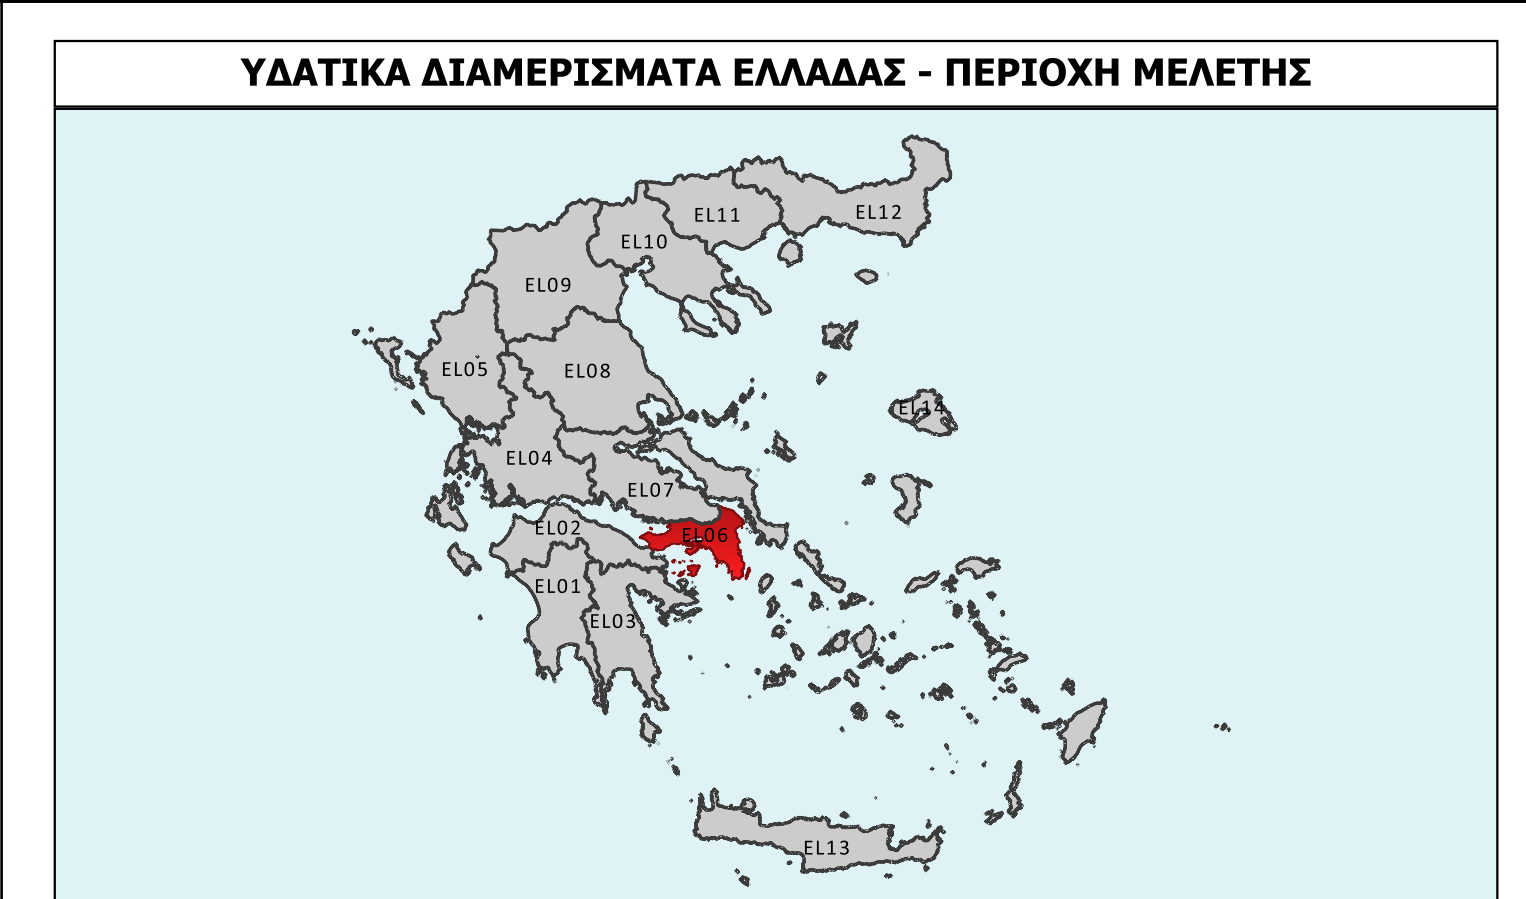 ΥΔΑΤΙΚΑ ΔΙΑΜΕΡΙΣΜΑΤΑ ΕΛΛΑΔΑΣ - ΠΕΡΙΟΧΗ ΜΕΛΕΤΗΣ
EL12
EL11
EL10
EL09
EL05
EL08
EL14
EL04
EL07
EL02
EL06
EL01
EL03
EL13